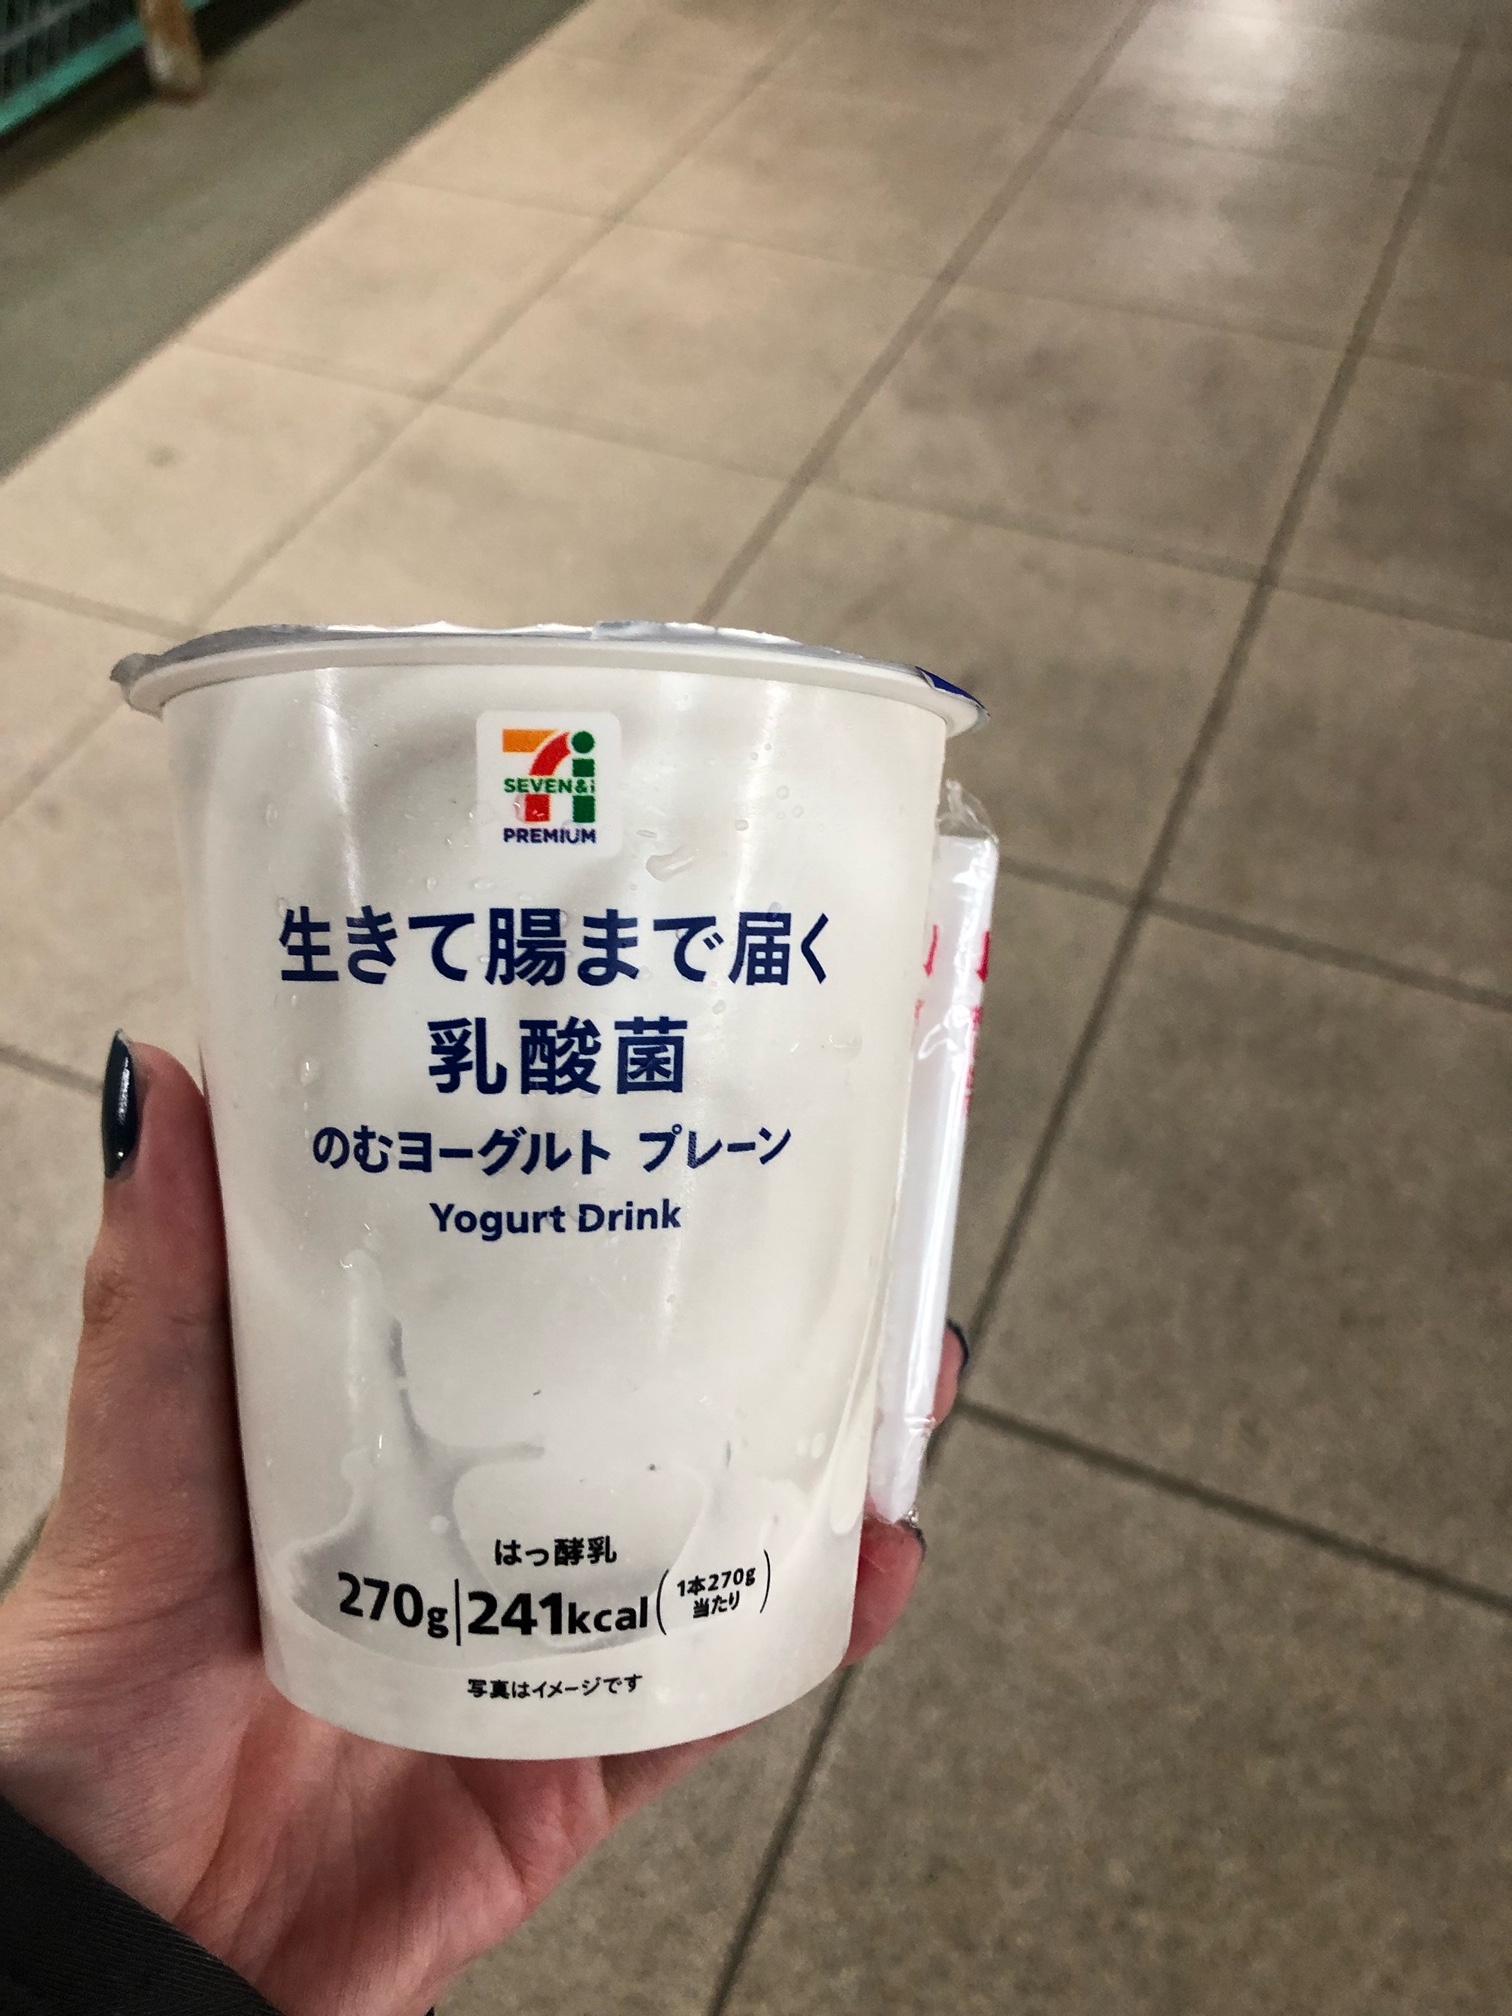 SEVEN&i
PREMIUM
生きて腸まで届く
乳酸菌
のむヨーグルト プレーン
Yogurt Drink
はっ酵乳
270g|241kcal(1本270g当たり)
写真はイメージです